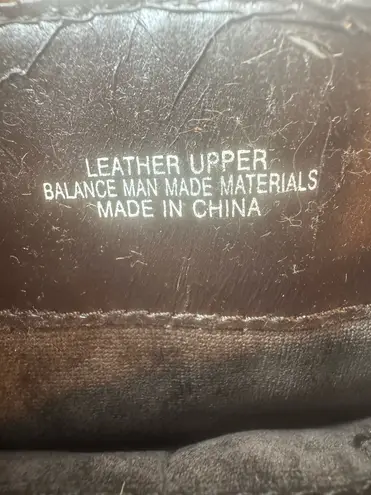 LEATHER UPPER
BALANCE MAN MADE MATERIALS
MADE IN CHINA